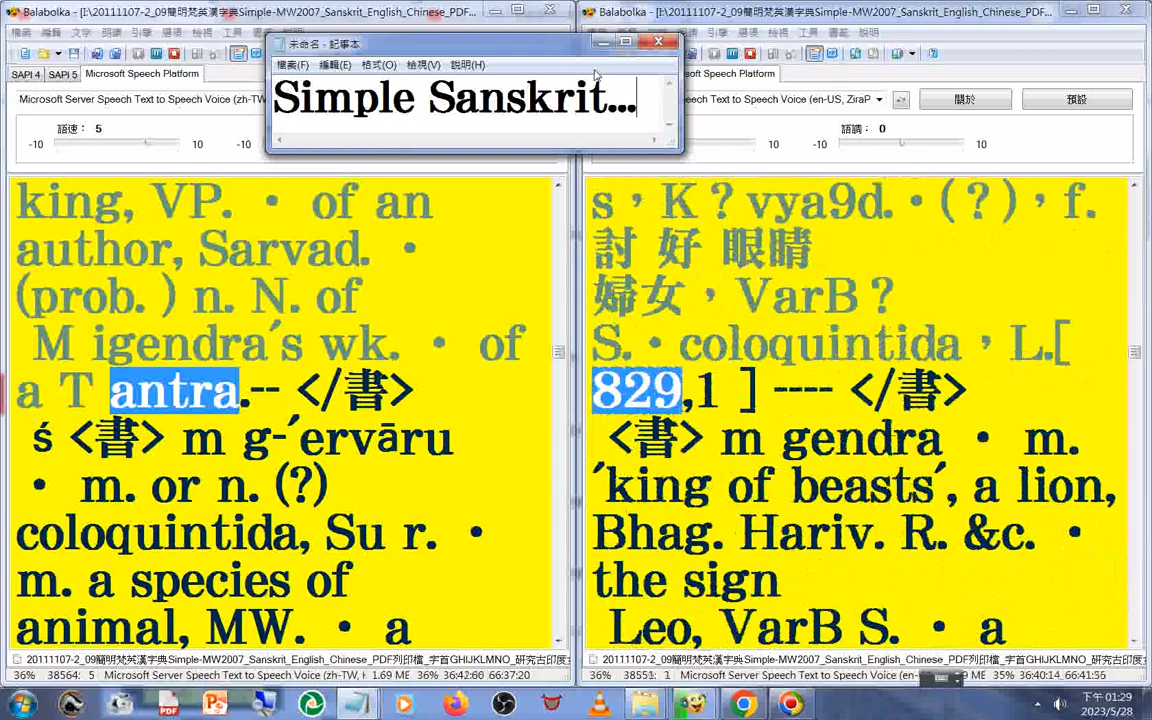 Balabolka - [I:\20111107-2_09簡明梵英漢字典Simple-MW2007_Sanskrit_English_Chinese_PDF...
Balabolka - [I:\20111107-2_09簡明梵英漢字典Simple-MW2007_Sanskrit_English_Chinese_PDF...
未命名 - 記事本
檔案(F) 編輯(E) 格式(O) 檢視(V) 說明(H)
Simple Sanskrit...
SAPI 4 SAPI 5 Microsoft Speech Platform
Speech Platform
Microsoft Server Speech Text to Speech Voice (zh-TW,
ech Text to Speech Voice (en-US, ZiraP
關於
預設
語速： 5
語調： 0
-10 10 -10
10 -10 10
king, VP. • of an
author, Sarvad. •
(prob. ) n. N. of
M igendra's wk. • of
a T antra.-- </書>
ś <書> m g-'ervāru
• m. or n. (?)
coloquintida, Su r. •
m. a species of
animal, MW. • a
s，K？vya9d.•(？)，f.
討 好 眼睛
婦女，VarB？
S.•coloquintida，L.[
829,1 ] ---- </書>
<書> m gendra • m.
'king of beasts', a lion,
Bhag. Hariv. R. &c. •
the sign
Leo, VarB S. • a
20111107-2_09簡明梵英漢字典Simple-MW2007_Sanskrit_English_Chinese_PDF列印檔_字首GHIJKLMNO_研究古印度
20111107-2_09簡明梵英漢字典Simple-MW2007_Sanskrit_English_Chinese_PDF列印檔_字首GHIJKLMNO_研究古印度
36% 38564: 5 Microsoft Server Speech Text to Speech Voice (zh-TW, 1.69 ME 36% 36:42:60 66:37:20
36% 38551: 1 Microsoft Server Speech Text to Speech Voice 35% 36:40:14 66:41:55
下午 01:29
2023/5/28